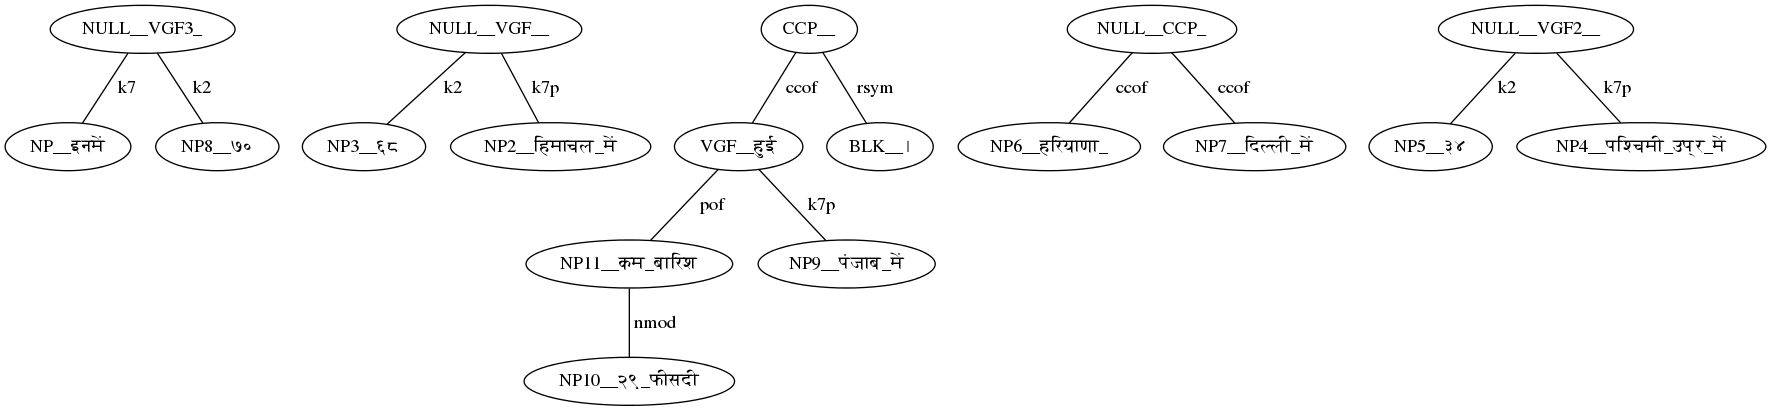 NULL__VGF3_ NULL__VGF__ CCP__ NULL__CCP_ NULL__VGF2__
k7 k2 k2 k7p ccof rsym ccof ccof k2 k7p
NP__इनमें NP8__७० NP3__६८ NP2__हिमाचल_में VGF__हुई BLK__। NP6__हरियाणा_ NP7__दिल्ली_में NP5__३४ NP4__पश्चिमी_उप्र_में
pof k7p
NP11__कम_बारिश NP9__पंजाब_में
nmod
NP10__२९_फीसदी